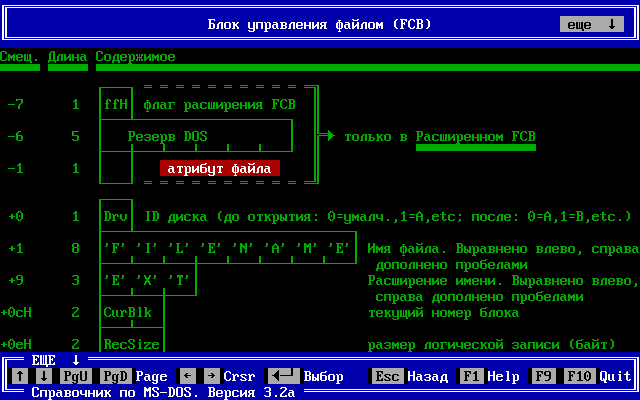 Блок управления файлом (FCB) еще ↓
Смещ. Длина Содержимое
-7 1 ffH флаг расширения FCB
-6 5 Резерв DOS только в Расширенном FCB
-1 1 атрибут файла
+0 1 Drv ID диска (до открытия: 0=умалч.,1=A,etc; после: 0=A,1=B,etc.)
+1 8 'F' 'I' 'L' 'E' 'N' 'A' 'M' 'E' Имя файла. Выравнено влево, справа
дополнено пробелами
+9 3 'E' 'X' 'T' Расширение имени. Выравнено влево,
справа дополнено пробелами
+0cH 2 CurBlk текущий номер блока
+0eH 2 RecSize размер логической записи (байт)
ЕЩЕ ↓
↑ ↓ PgU PgD Page ← → Crsr ◄┘ Выбор Esc Назад F1 Help F9 F10 Quit
Справочник по MS-DOS. Версия 3.2a